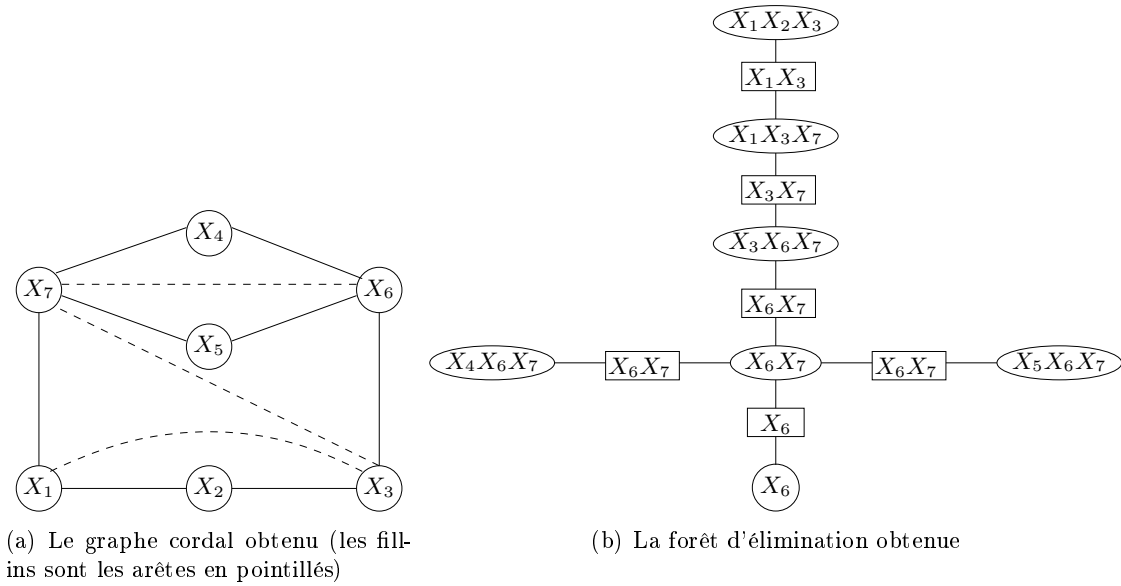 X₁X₂X₃
X₁X₃
X₁X₃X₇
X₃X₇
X₃X₆X₇
X₆X₇
X₄X₆X₇
X₆X₇
X₆X₇
X₆X₇
X₅X₆X₇
X₆
X₆
X₄
X₇
X₆
X₅
X₁
X₂
X₃
(a) Le graphe cordal obtenu (les fill-
ins sont les arêtes en pointillés)
(b) La forêt d'élimination obtenue